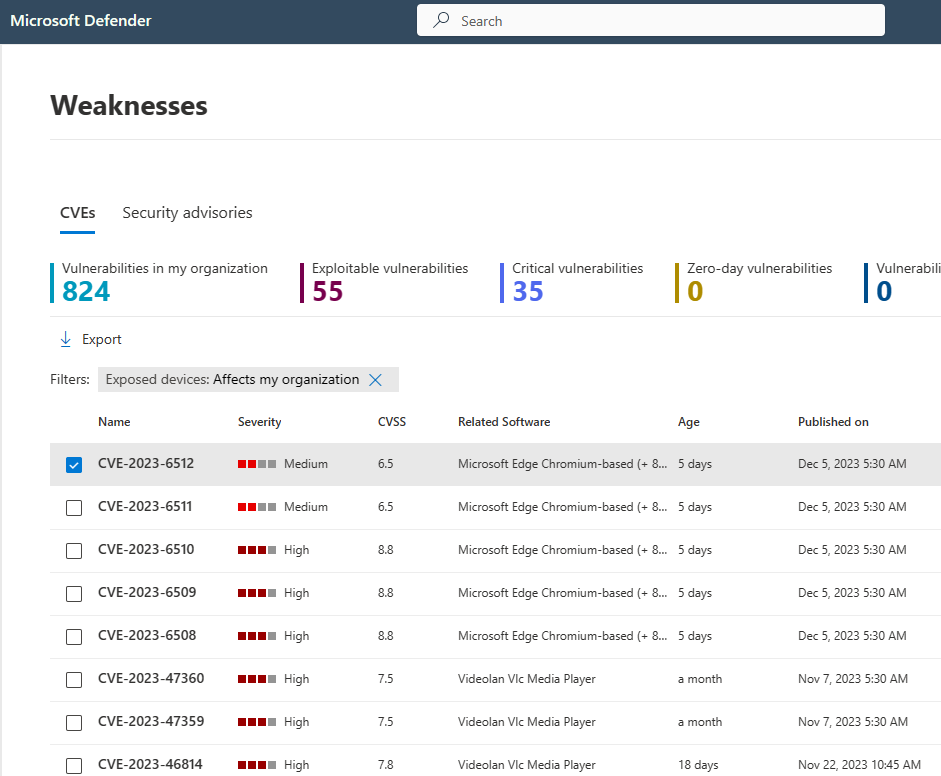 Microsoft Defender
Search
Weaknesses
CVEs Security advisories
Vulnerabilities in my organization Exploitable vulnerabilities Critical vulnerabilities Zero-day vulnerabilities Vulnerabili
824 55 35 0 0
Export
Filters: Exposed devices: Affects my organization
Name Severity CVSS Related Software Age Published on
CVE-2023-6512 Medium 6.5 Microsoft Edge Chromium-based (+ 8... 5 days Dec 5, 2023 5:30 AM
CVE-2023-6511 Medium 6.5 Microsoft Edge Chromium-based (+ 8... 5 days Dec 5, 2023 5:30 AM
CVE-2023-6510 High 8.8 Microsoft Edge Chromium-based (+ 8... 5 days Dec 5, 2023 5:30 AM
CVE-2023-6509 High 8.8 Microsoft Edge Chromium-based (+ 8... 5 days Dec 5, 2023 5:30 AM
CVE-2023-6508 High 8.8 Microsoft Edge Chromium-based (+ 8... 5 days Dec 5, 2023 5:30 AM
CVE-2023-47360 High 7.5 Videolan Vlc Media Player a month Nov 7, 2023 5:30 AM
CVE-2023-47359 High 7.5 Videolan Vlc Media Player a month Nov 7, 2023 5:30 AM
CVE-2023-46814 High 7.8 Videolan Vlc Media Player 18 days Nov 22, 2023 10:45 AM